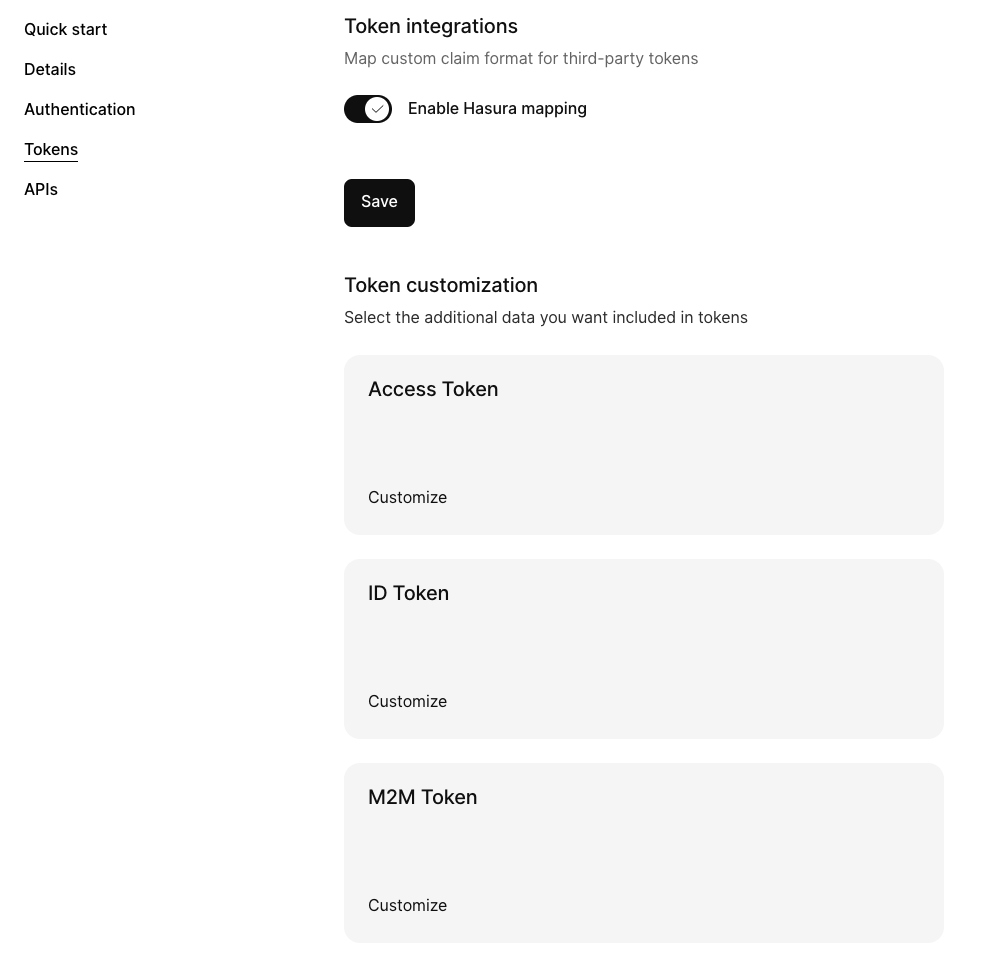 Quick start
Details
Authentication
Tokens
APIs
Token integrations
Map custom claim format for third-party tokens
Enable Hasura mapping
Save
Token customization
Select the additional data you want included in tokens
Access Token
Customize
ID Token
Customize
M2M Token
Customize